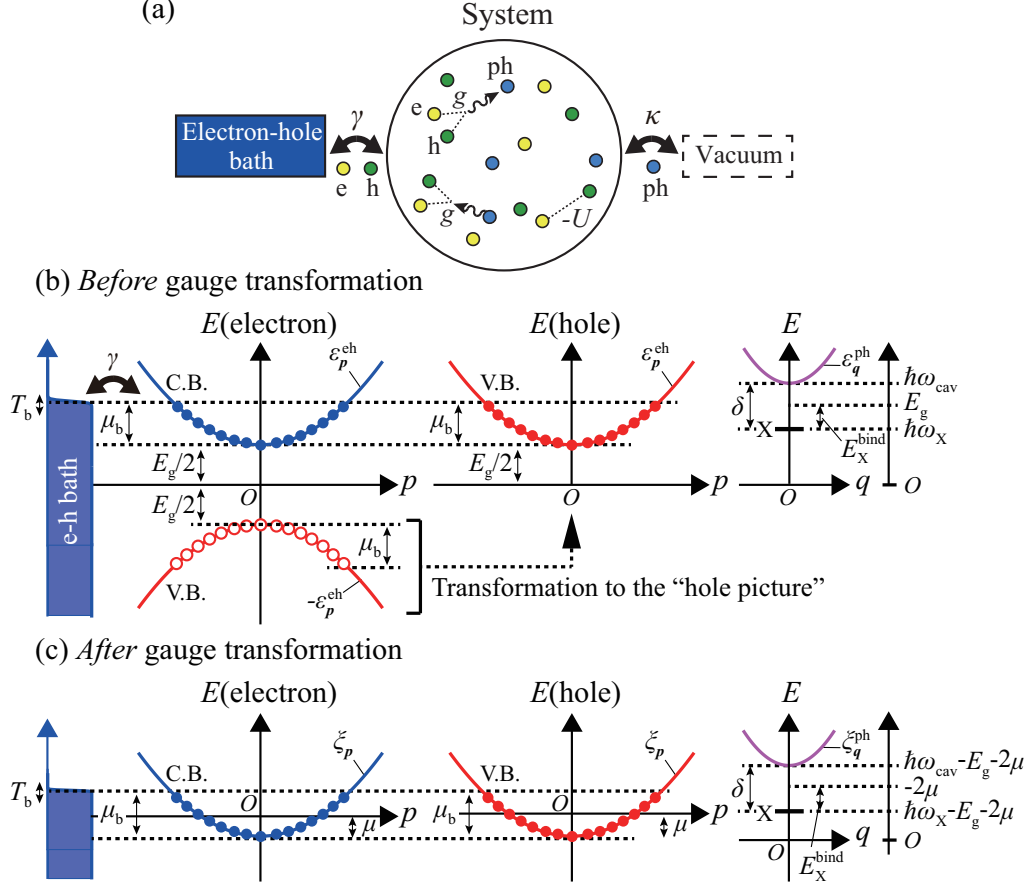 (a)
System
Electron-hole
bath
γ
e h
e
g
ph
h
g
-U
κ
ph
Vacuum
(b) Before gauge transformation
E(electron)
E(hole)
E
γ
T_b
C.B.
ε_p^eh
V.B.
ε_p^eh
ε_q^ph
ħω_cav
μ_b
μ_b
δ
E_g
X
ħω_X
E_g/2
E_g/2
E_X^bind
O
p
O
p
O
q
O
E_g/2
e-h bath
μ_b
V.B.
-ε_p^eh
Transformation to the “hole picture”
(c) After gauge transformation
E(electron)
E(hole)
E
T_b
C.B.
ξ_p
V.B.
ξ_p
ξ_q^ph
ħω_cav-E_g-2μ
μ_b
O
μ
p
μ_b
O
μ
p
δ
-2μ
X
ħω_X-E_g-2μ
O
E_X^bind
q
O